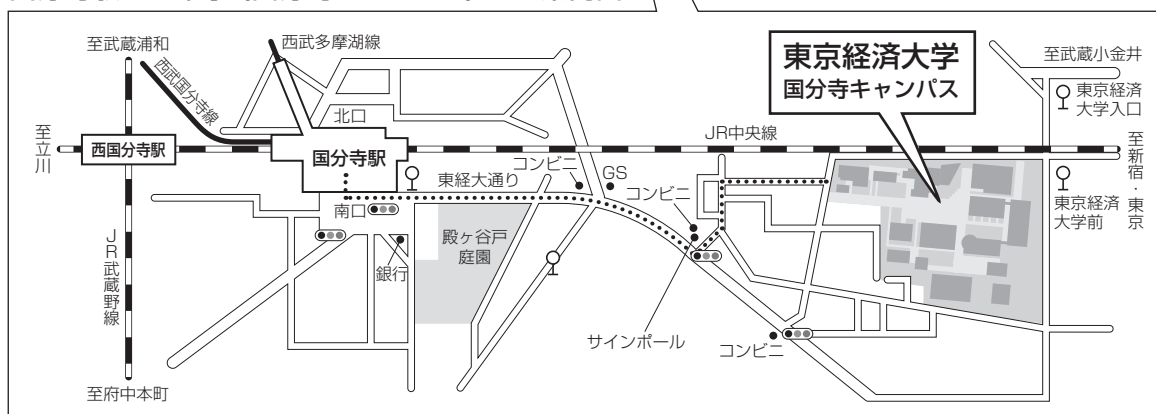 至武蔵浦和
西武多摩湖線
西武国分寺線
北口
東京経済大学
国分寺キャンパス
至武蔵小金井
東京経済
大学入口
至立川
西国分寺駅
国分寺駅
JR中央線
至新宿・東京
コンビニ
GS
東経大通り
コンビニ
東京経済
大学前
南口
殿ヶ谷戸
庭園
銀行
JR武蔵野線
サインポール
コンビニ
至府中本町